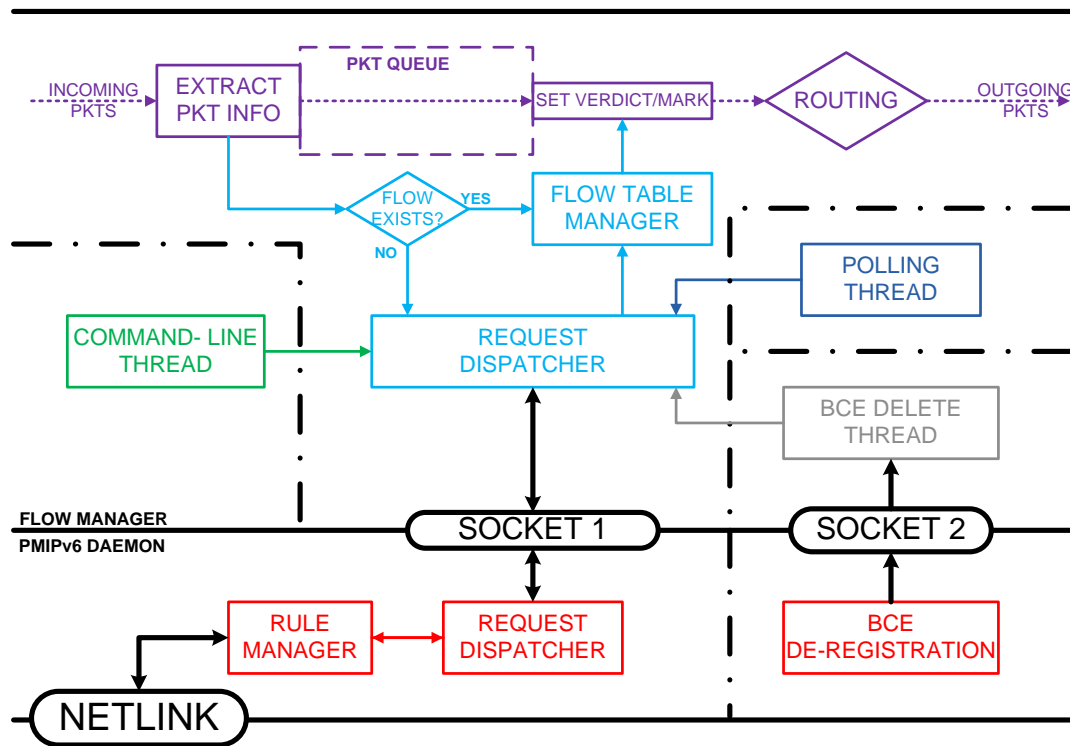 PKT QUEUE
INCOMING
PKTS
EXTRACT
PKT INFO
SET VERDICT/MARK
ROUTING
OUTGOING
PKTS
FLOW
EXISTS?
YES
NO
FLOW TABLE
MANAGER
POLLING
THREAD
COMMAND- LINE
THREAD
REQUEST
DISPATCHER
BCE DELETE
THREAD
FLOW MANAGER
PMIPv6 DAEMON
SOCKET 1
SOCKET 2
RULE
MANAGER
REQUEST
DISPATCHER
BCE
DE-REGISTRATION
NETLINK